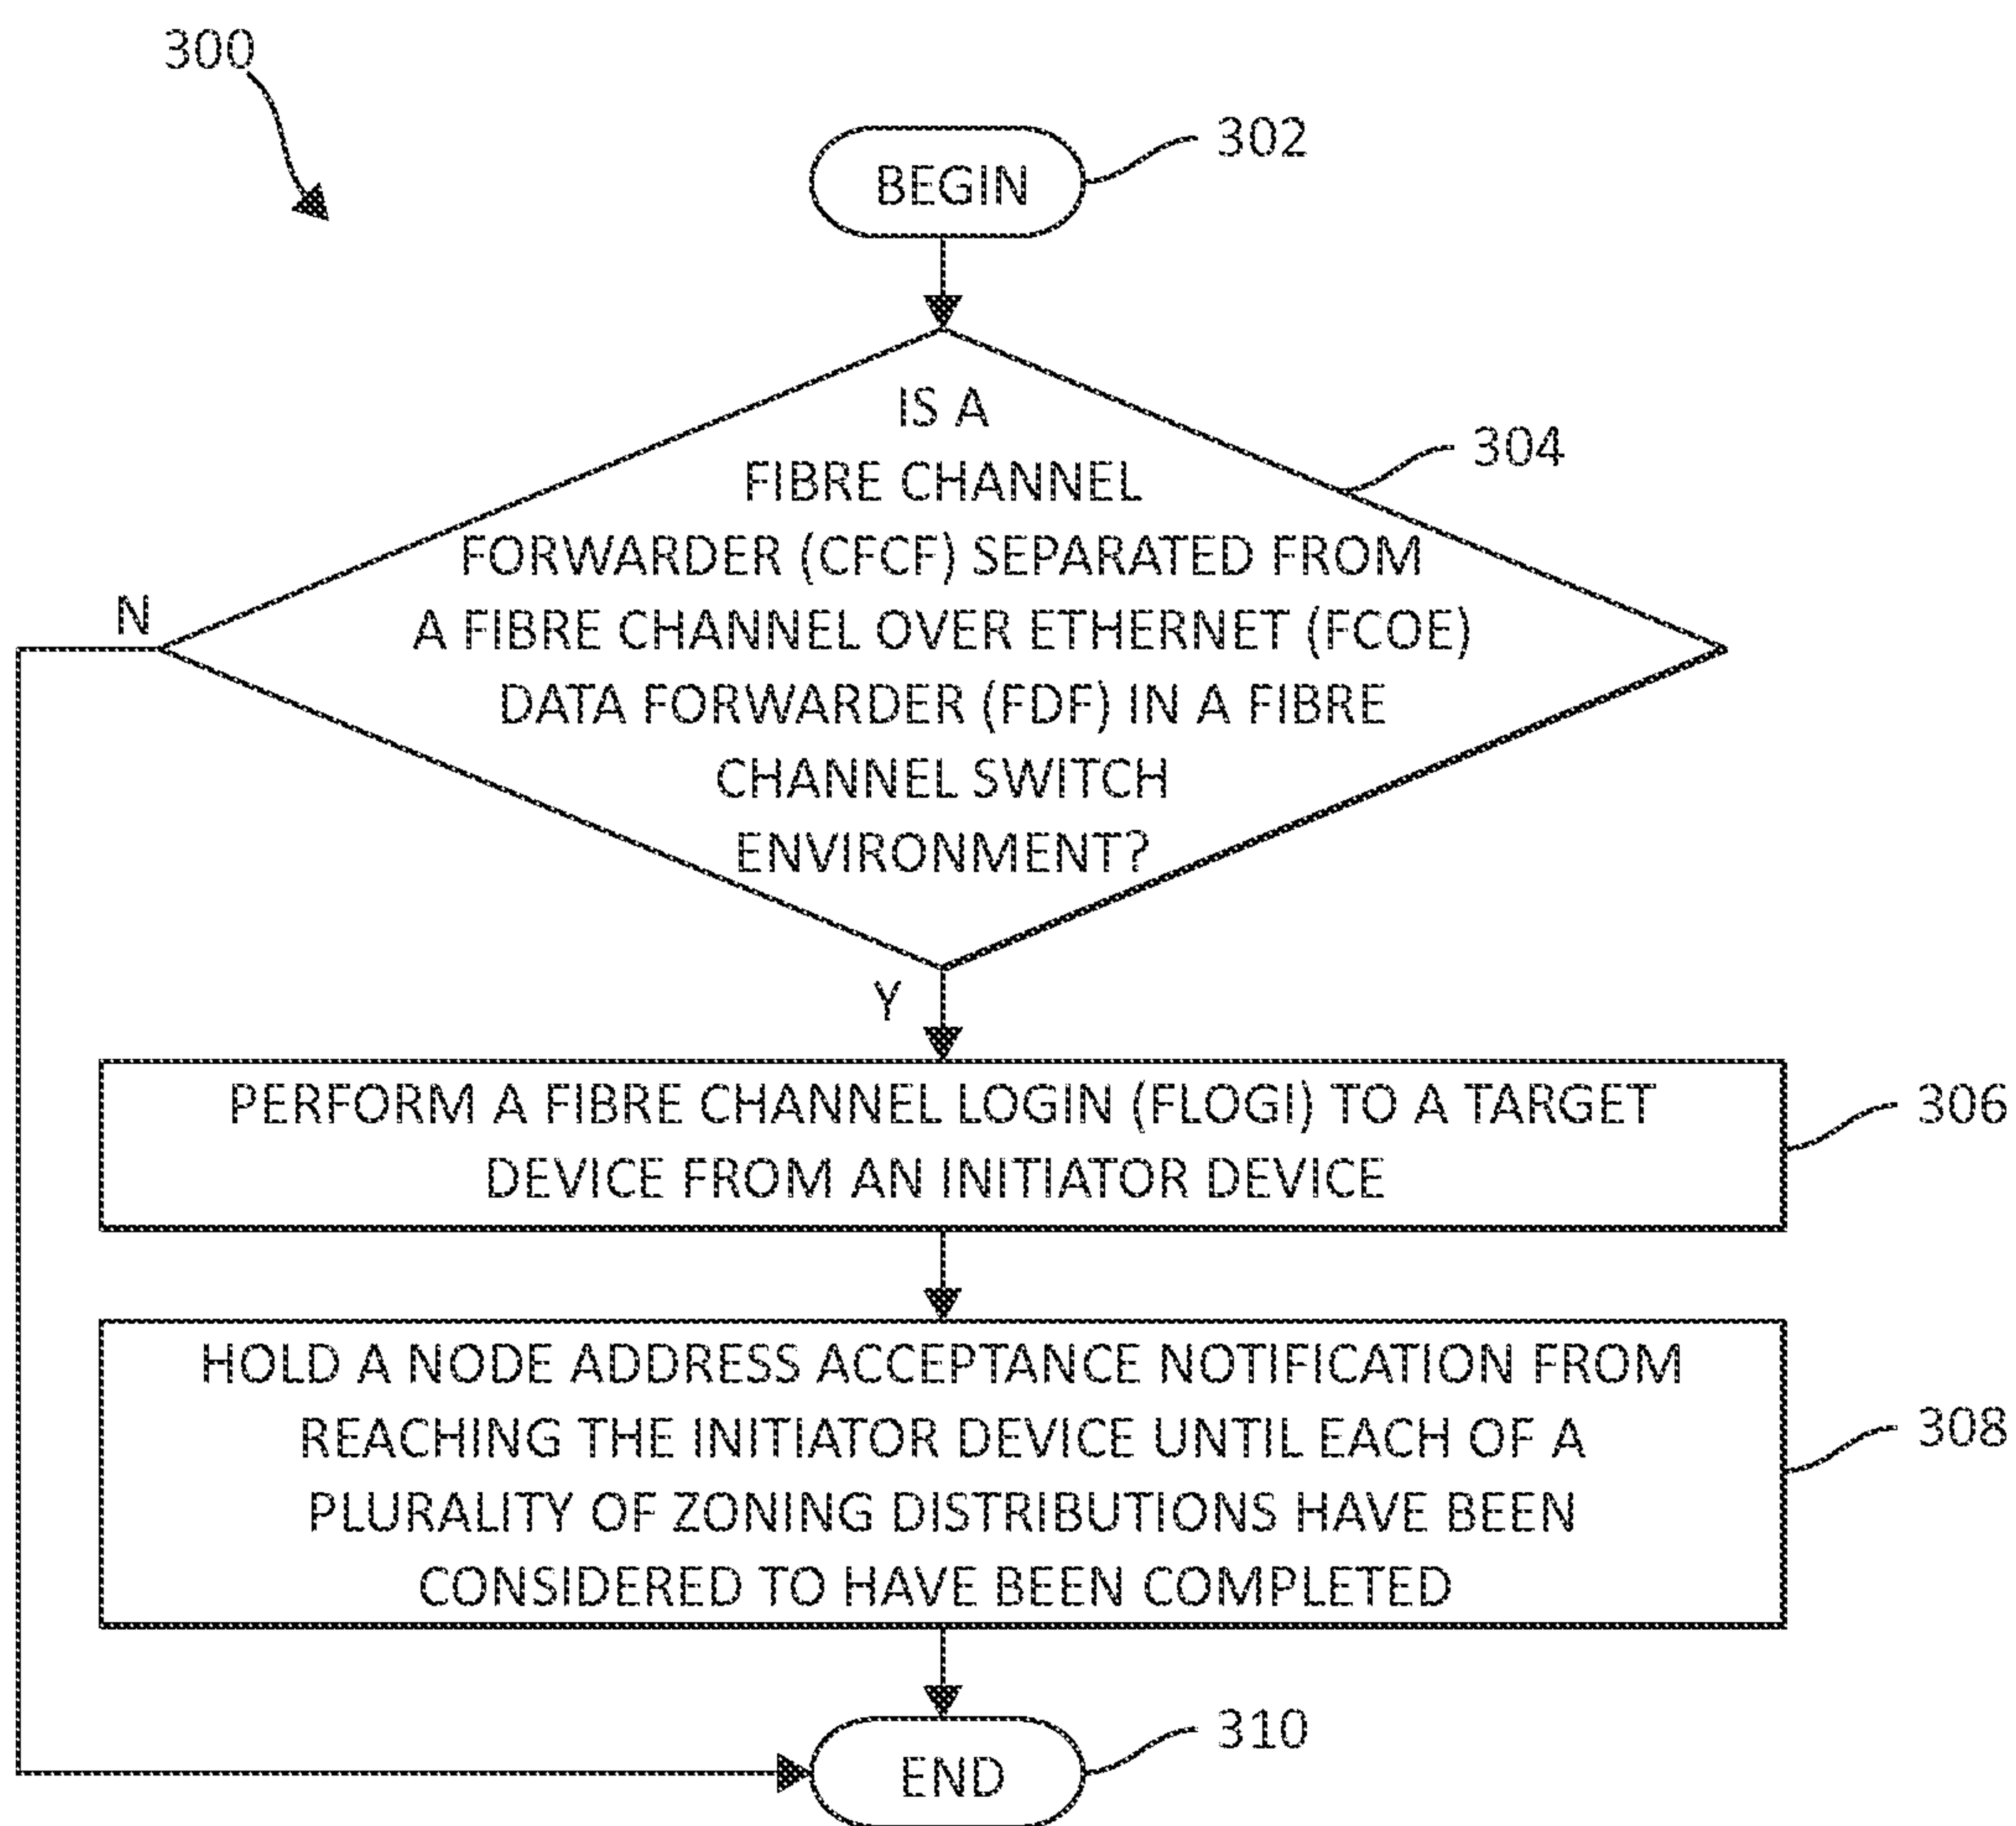 300
BEGIN
302
IS A
FIBRE CHANNEL
FORWARDER (CFCF) SEPARATED FROM
A FIBRE CHANNEL OVER ETHERNET (FCOE)
DATA FORWARDER (FDF) IN A FIBRE
CHANNEL SWITCH
ENVIRONMENT?
304
N
Y
PERFORM A FIBRE CHANNEL LOGIN (FLOGI) TO A TARGET
DEVICE FROM AN INITIATOR DEVICE
306
HOLD A NODE ADDRESS ACCEPTANCE NOTIFICATION FROM
REACHING THE INITIATOR DEVICE UNTIL EACH OF A
PLURALITY OF ZONING DISTRIBUTIONS HAVE BEEN
CONSIDERED TO HAVE BEEN COMPLETED
308
END
310